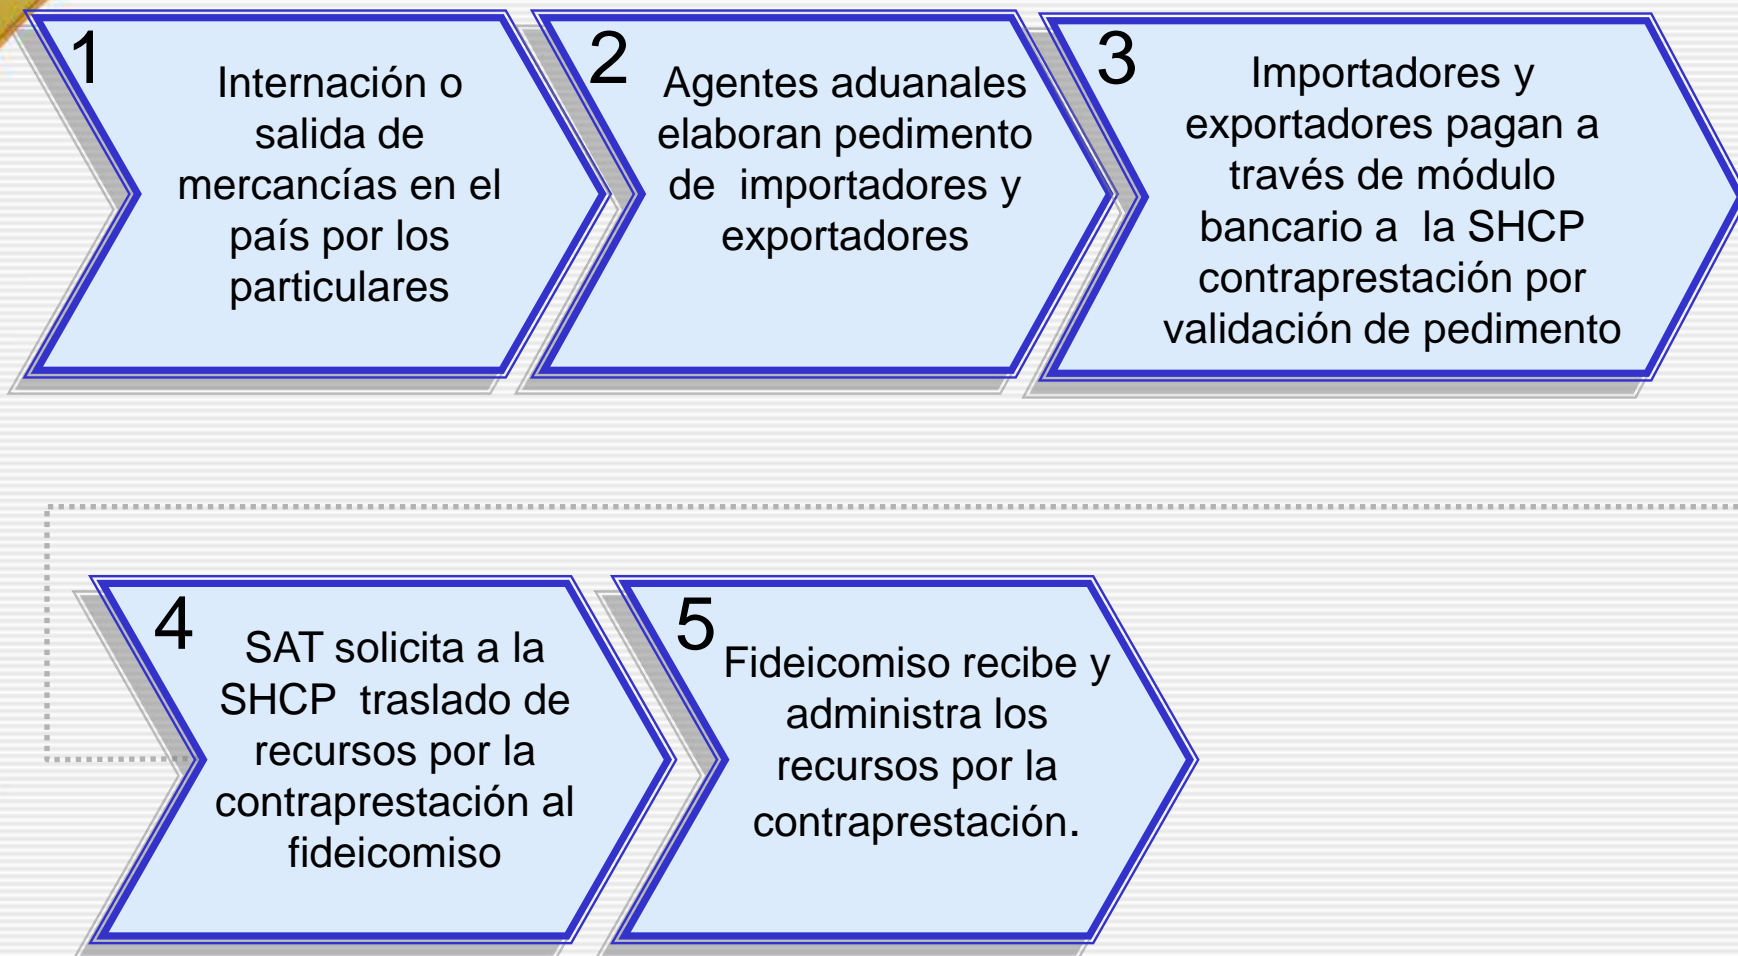 1
Internación o
salida de
mercancías en el
país por los
particulares
2
Agentes aduanales
elaboran pedimento
de importadores y
exportadores
3
Importadores y
exportadores pagan a
través de módulo
bancario a la SHCP
contraprestación por
validación de pedimento
4
SAT solicita a la
SHCP traslado de
recursos por la
contraprestación al
fideicomiso
5
Fideicomiso recibe y
administra los
recursos por la
contraprestación.